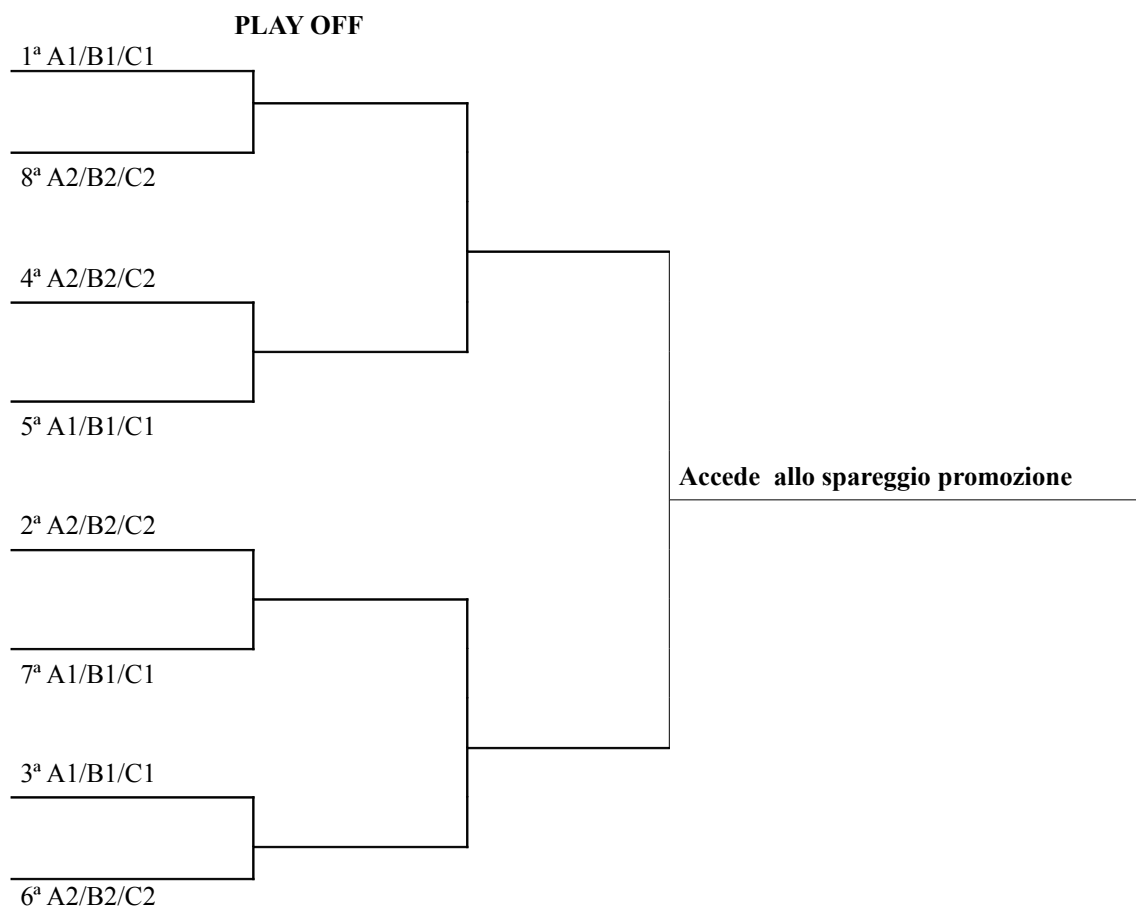 PLAY OFF
1ª A1/B1/C1
8ª A2/B2/C2
4ª A2/B2/C2
5ª A1/B1/C1
Accede allo spareggio promozione
2ª A2/B2/C2
7ª A1/B1/C1
3ª A1/B1/C1
6ª A2/B2/C2